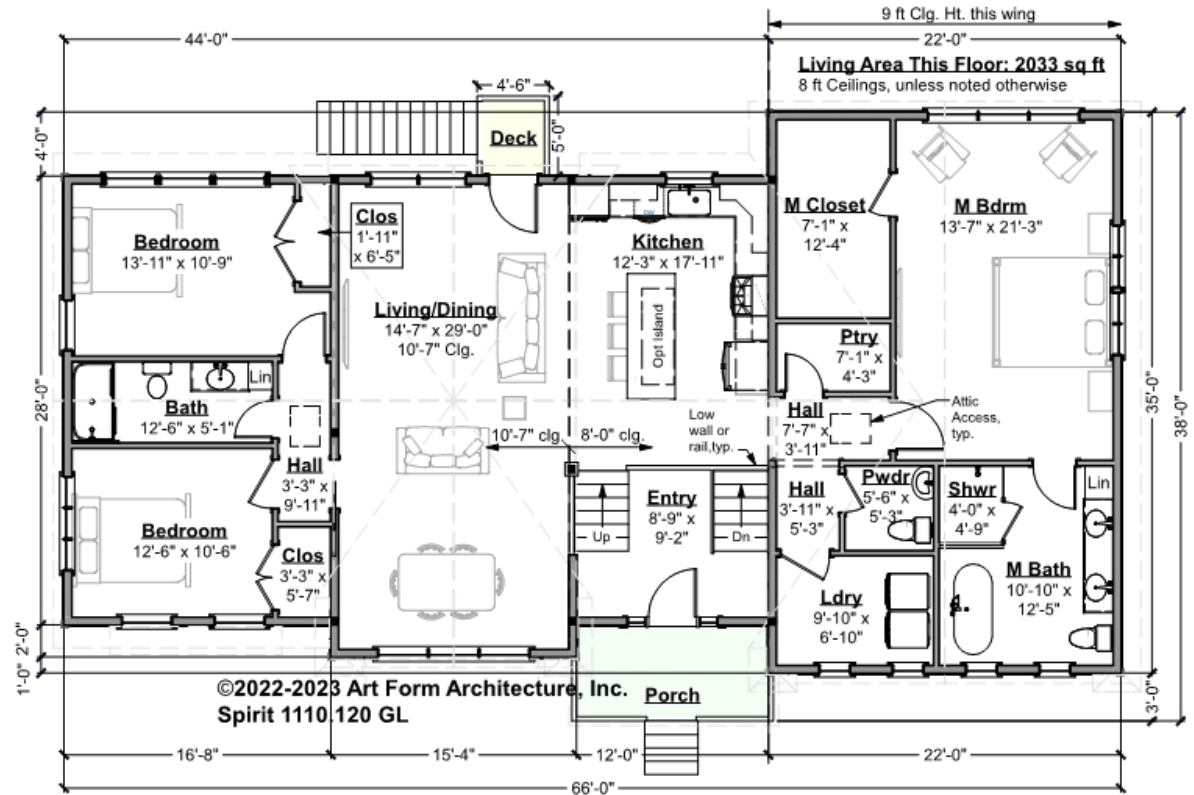 9 ft Clg. Ht. this wing
44'-0"
22'-0"
Living Area This Floor: 2033 sq ft
8 ft Ceilings, unless noted otherwise
4'-6"
Deck
5'-0"
4'-0"
Clos
1'-11"
x 6'-5"
Bedroom
13'-11" x 10'-9"
Living/Dining
14'-7" x 29'-0"
10'-7" Clg.
DW
Kitchen
12'-3" x 17'-11"
Opt Island
M Closet
7'-1" x
12'-4"
M Bdrm
13'-7" x 21'-3"
Ptry
7'-1" x
4'-3"
Lin
Bath
12'-6" x 5'-1"
28'-0"
35'-0"
38'-0"
Hall
7'-7" x
3'-11"
Attic
Access,
typ.
Low
wall or
rail,typ.
10'-7" clg.
8'-0" clg.
Hall
3'-3" x
9'-11"
Bedroom
12'-6" x 10'-6"
Clos
3'-3" x
5'-7"
Up
Entry
8'-9" x
9'-2"
Dn
Hall
3'-11" x
5'-3"
Pwdr
5'-6" x
5'-3"
Shwr
4'-0" x
4'-9"
Lin
M Bath
10'-10" x
12'-5"
Ldry
9'-10" x
6'-10"
2'-0"
1'-0"
©2022-2023 Art Form Architecture, Inc.
Spirit 1110.120 GL
Porch
3'-0"
16'-8"
15'-4"
12'-0"
22'-0"
66'-0"